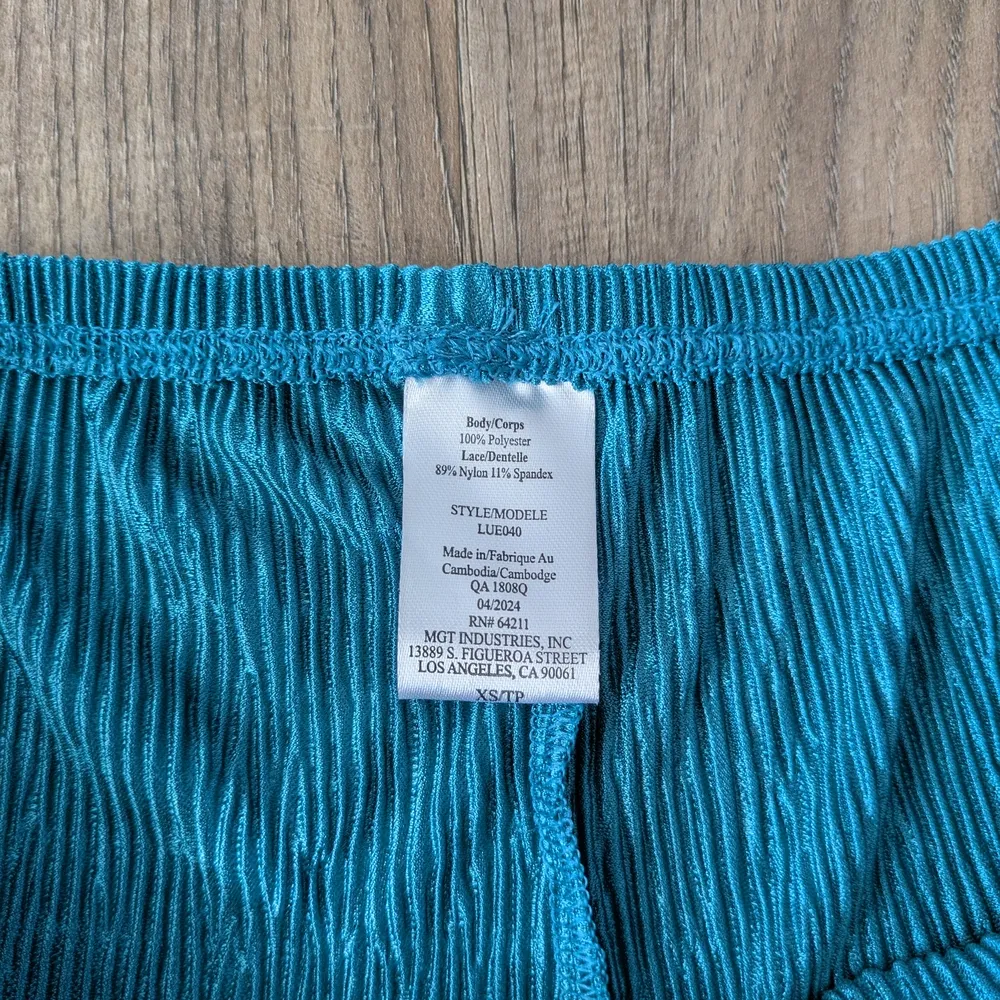 Body/Corps
100% Polyester
Lace/Dentelle
89% Nylon 11% Spandex
STYLE/MODELE
LUE040
Made in/Fabrique Au
Cambodia/Cambodge
QA 1808Q
04/2024
RN# 64211
MGT INDUSTRIES, INC
13889 S. FIGUEROA STREET
LOS ANGELES, CA 90061
XS/TP